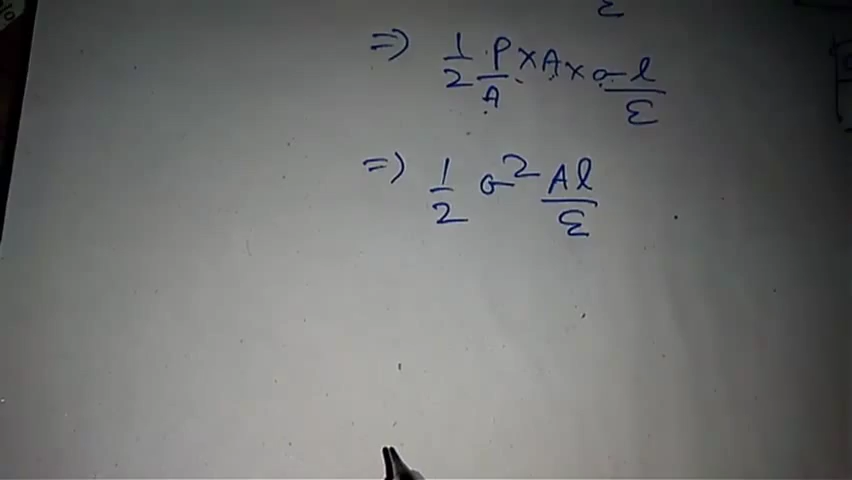 ⇒ 1/2 P/A × A × σl/E
⇒ 1/2 σ² Al/E